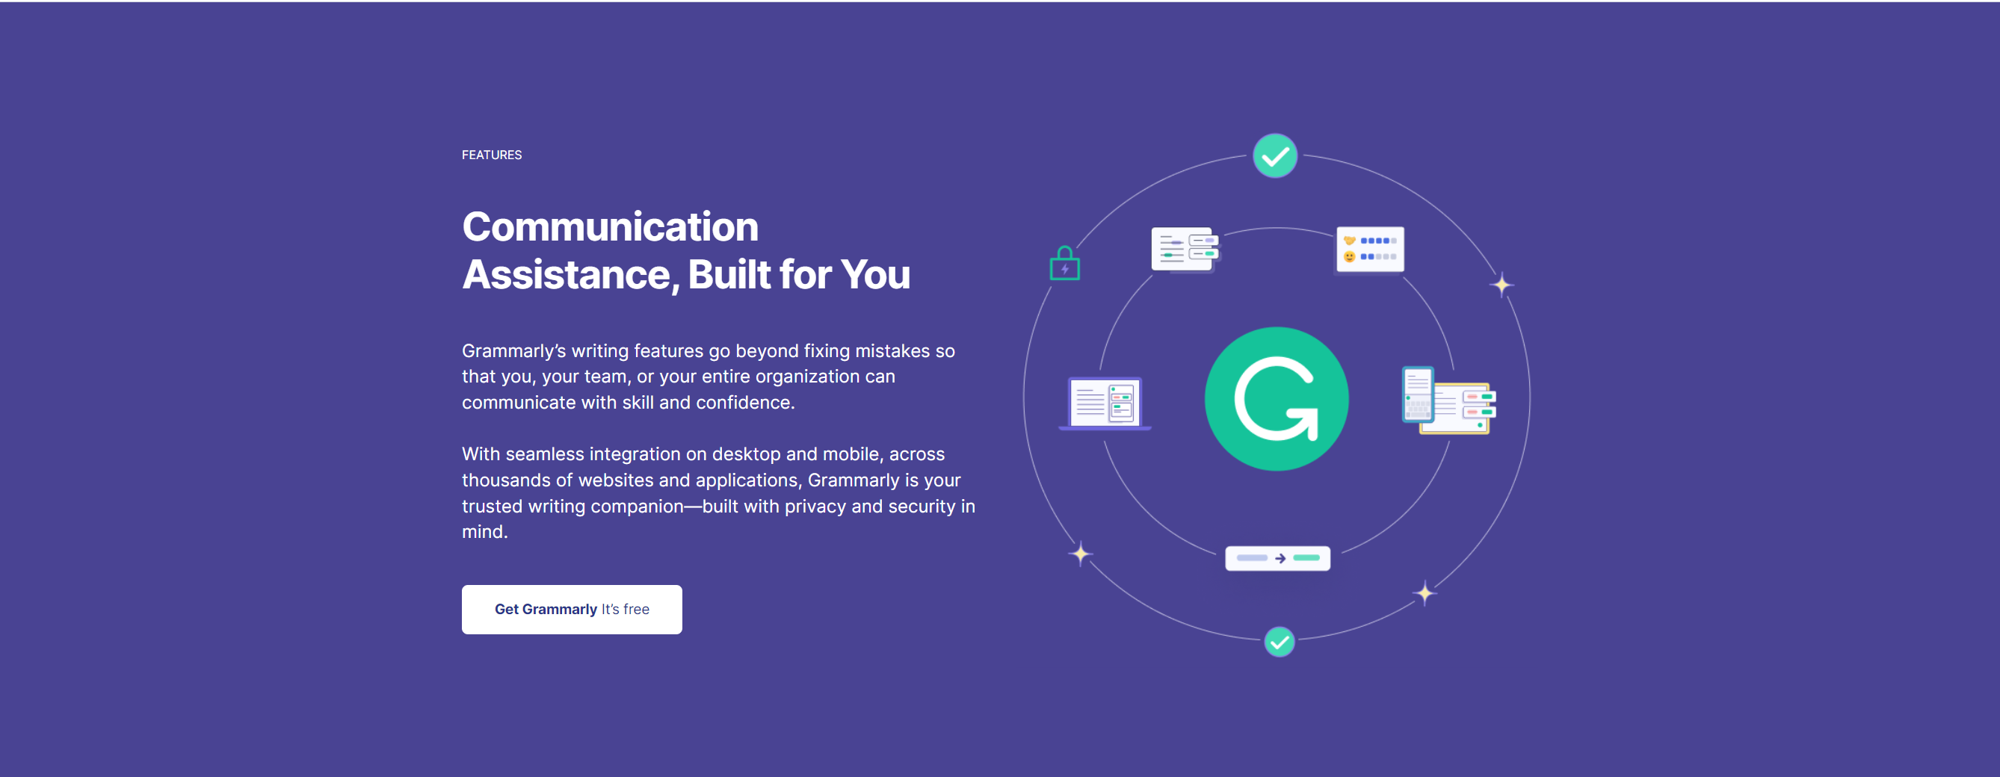 FEATURES
Communication
Assistance, Built for You
Grammarly’s writing features go beyond fixing mistakes so
that you, your team, or your entire organization can
communicate with skill and confidence.
With seamless integration on desktop and mobile, across
thousands of websites and applications, Grammarly is your
trusted writing companion—built with privacy and security in
mind.
Get Grammarly It’s free